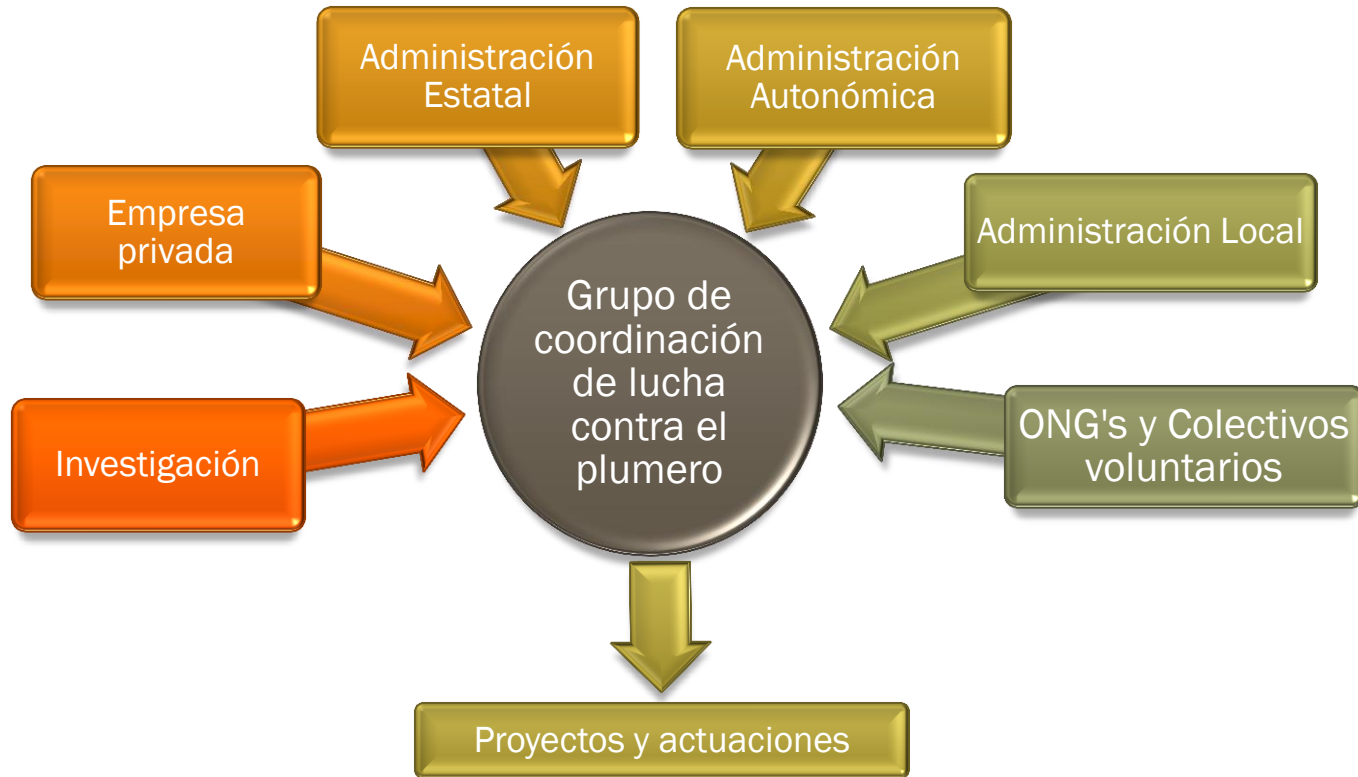 Administración
Estatal
Administración
Autonómica
Empresa
privada
Administración Local
Grupo de
coordinación
de lucha
contra el
plumero
Investigación
ONG's y Colectivos
voluntarios
Proyectos y actuaciones